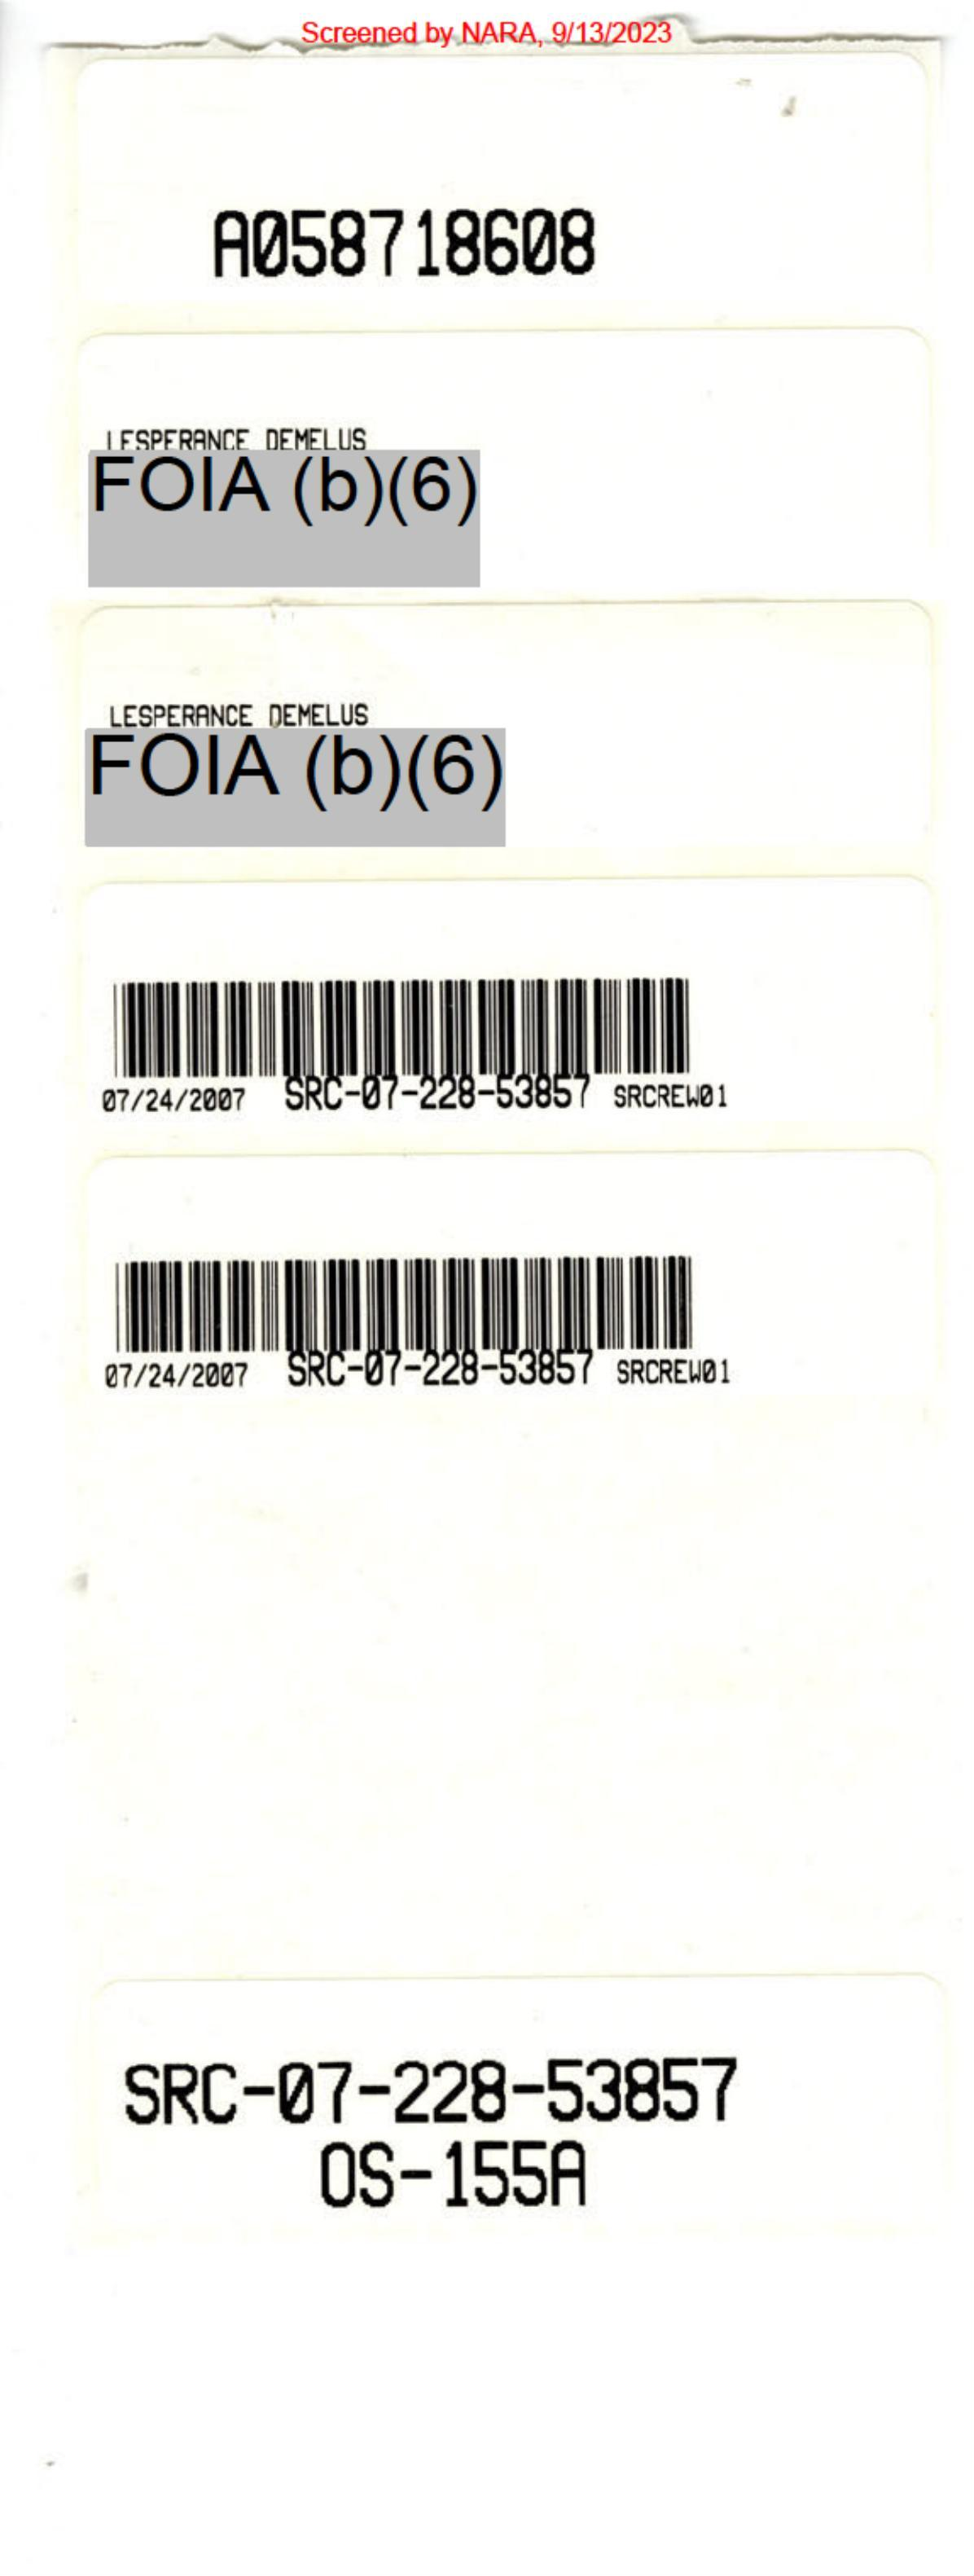 Screened by NARA, 9/13/2023
A058718608
LESPERANCE DEMELUS
FOIA (b)(6)
LESPERANCE DEMELUS
FOIA (b)(6)
07/24/2007 SRC-07-228-53857 SRCREW01
07/24/2007 SRC-07-228-53857 SRCREW01
SRC-07-228-53857
OS-155A